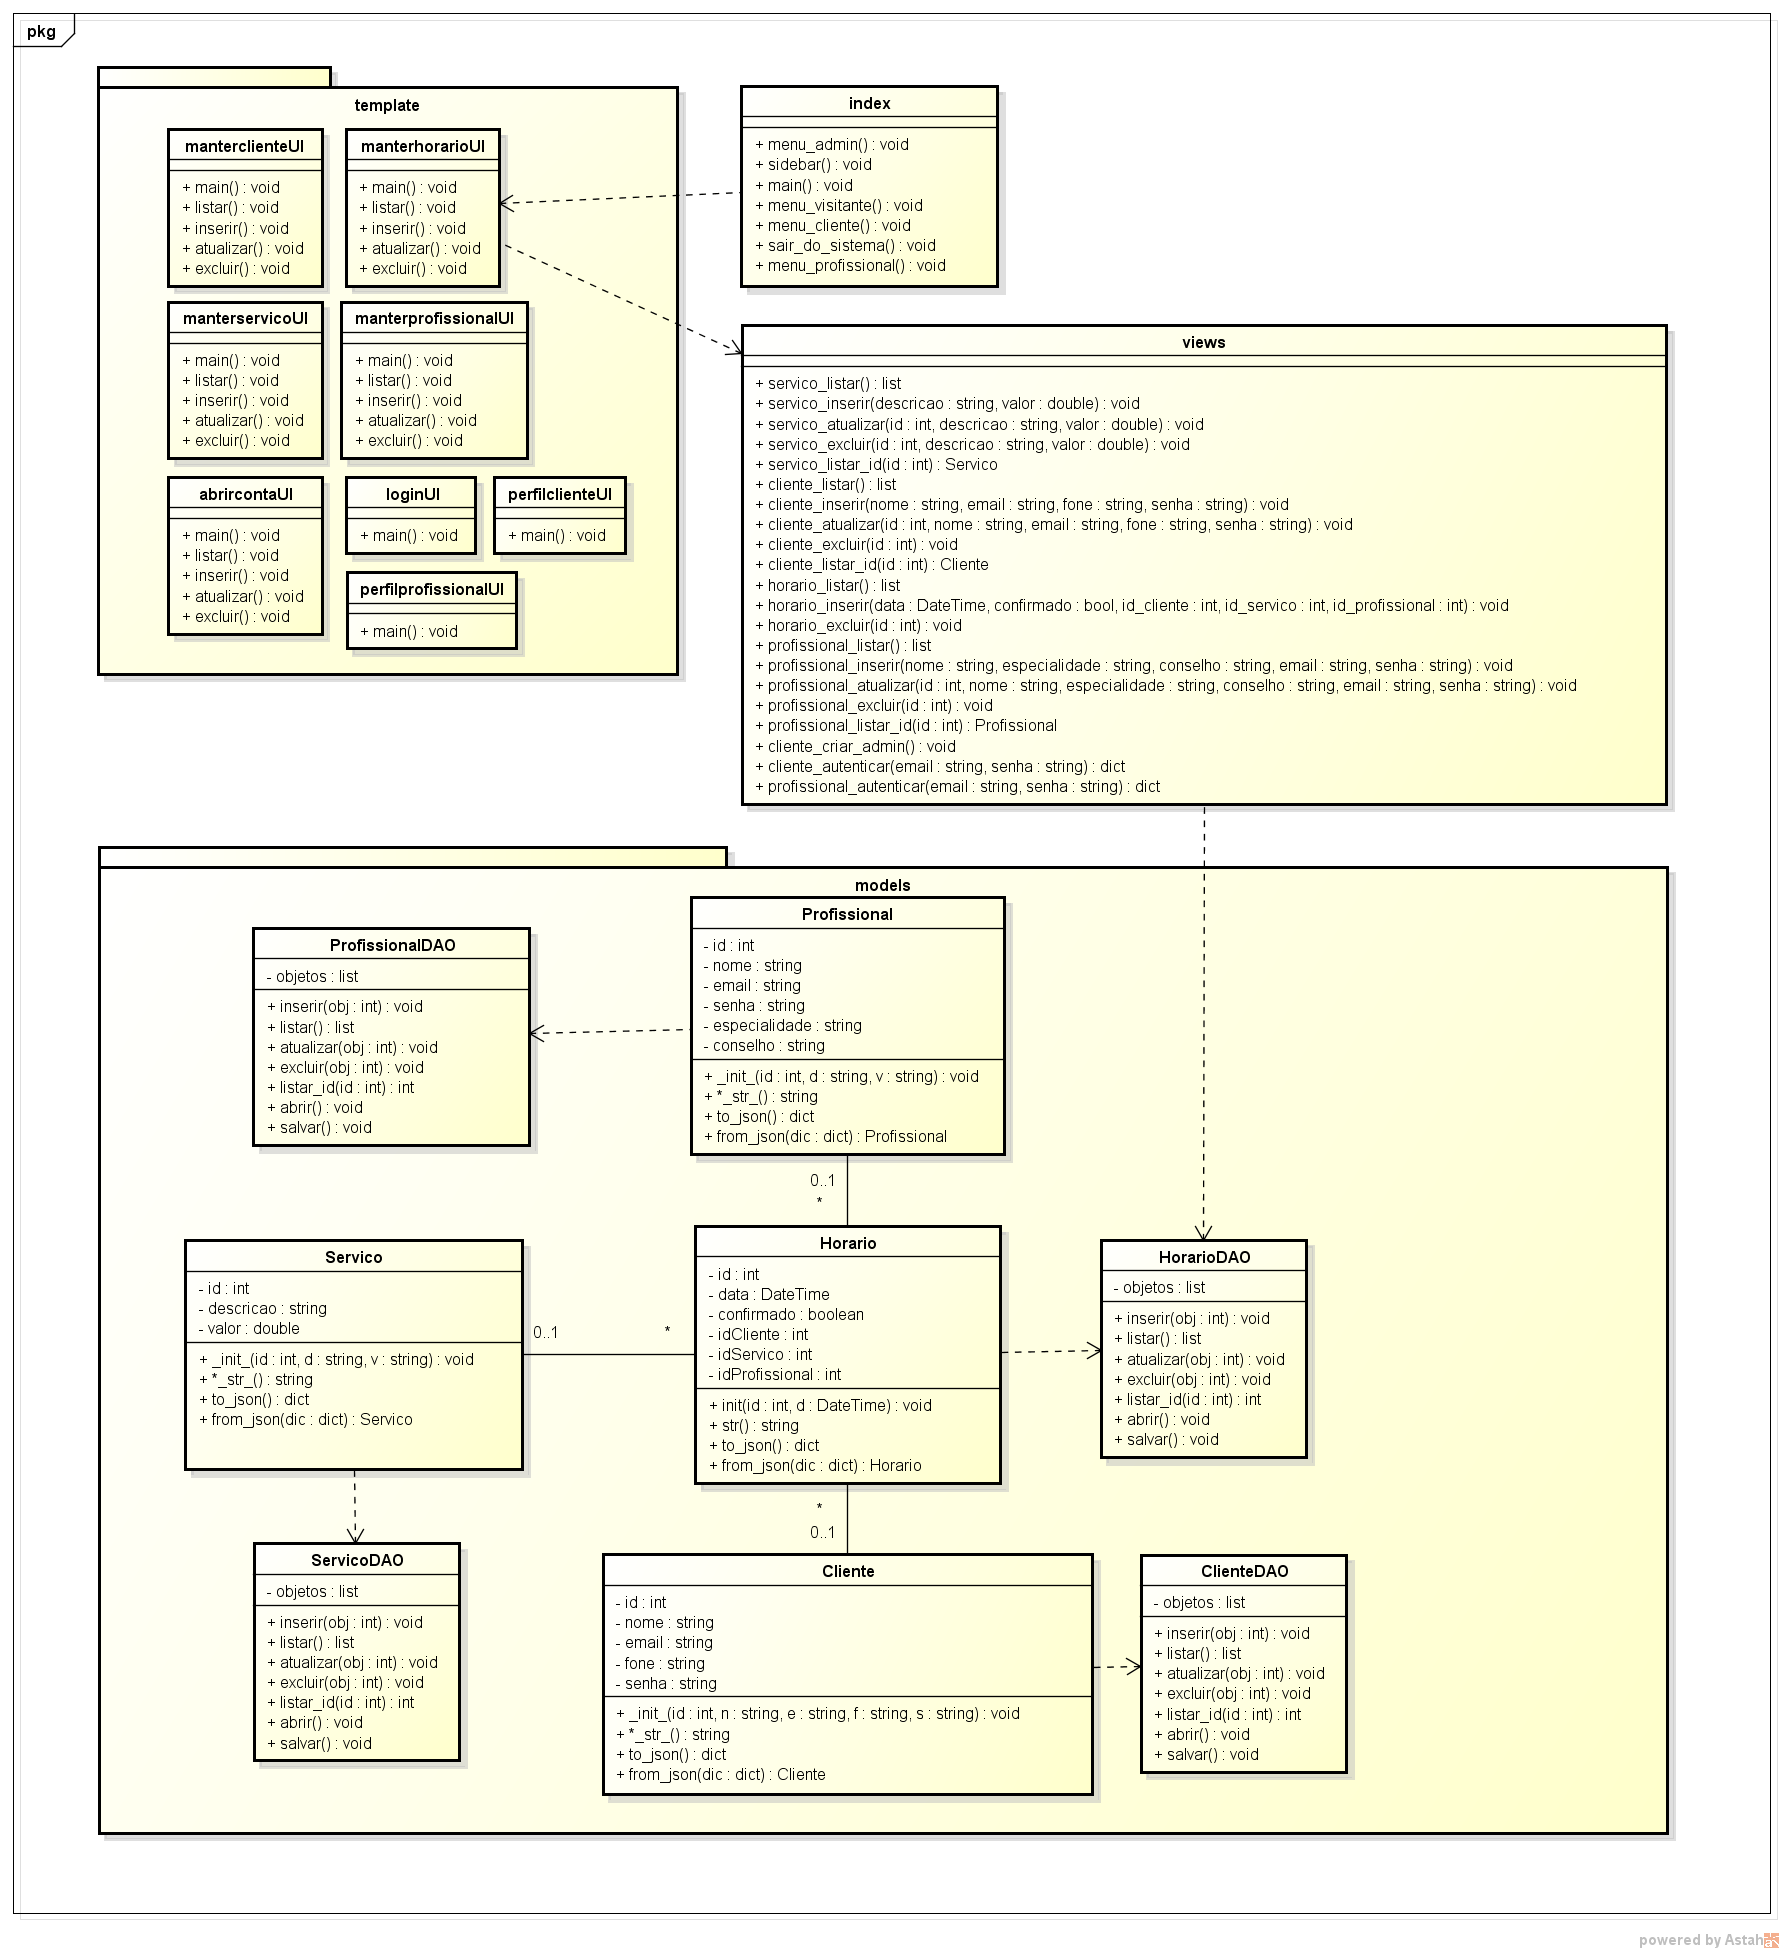 pkg
template
manterclienteUI
+ main() : void
+ listar() : void
+ inserir() : void
+ atualizar() : void
+ excluir() : void
manterhorarioUI
+ main() : void
+ listar() : void
+ inserir() : void
+ atualizar() : void
+ excluir() : void
manterservicoUI
+ main() : void
+ listar() : void
+ inserir() : void
+ atualizar() : void
+ excluir() : void
manterprofissionalUI
+ main() : void
+ listar() : void
+ inserir() : void
+ atualizar() : void
+ excluir() : void
abrircontaUI
+ main() : void
+ listar() : void
+ inserir() : void
+ atualizar() : void
+ excluir() : void
loginUI
+ main() : void
perfilclienteUI
+ main() : void
perfilprofissionalUI
+ main() : void
index
+ menu_admin() : void
+ sidebar() : void
+ main() : void
+ menu_visitante() : void
+ menu_cliente() : void
+ sair_do_sistema() : void
+ menu_profissional() : void
views
+ servico_listar() : list
+ servico_inserir(descricao : string, valor : double) : void
+ servico_atualizar(id : int, descricao : string, valor : double) : void
+ servico_excluir(id : int, descricao : string, valor : double) : void
+ servico_listar_id(id : int) : Servico
+ cliente_listar() : list
+ cliente_inserir(nome : string, email : string, fone : string, senha : string) : void
+ cliente_atualizar(id : int, nome : string, email : string, fone : string, senha : string) : void
+ cliente_excluir(id : int) : void
+ cliente_listar_id(id : int) : Cliente
+ horario_listar() : list
+ horario_inserir(data : DateTime, confirmado : bool, id_cliente : int, id_servico : int, id_profissional : int) : void
+ horario_excluir(id : int) : void
+ profissional_listar() : list
+ profissional_inserir(nome : string, especialidade : string, conselho : string, email : string, senha : string) : void
+ profissional_atualizar(id : int, nome : string, especialidade : string, conselho : string, email : string, senha : string) : void
+ profissional_excluir(id : int) : void
+ profissional_listar_id(id : int) : Profissional
+ cliente_criar_admin() : void
+ cliente_autenticar(email : string, senha : string) : dict
+ profissional_autenticar(email : string, senha : string) : dict
models
ProfissionalDAO
- objetos : list
+ inserir(obj : int) : void
+ listar() : list
+ atualizar(obj : int) : void
+ excluir(obj : int) : void
+ listar_id(id : int) : int
+ abrir() : void
+ salvar() : void
Profissional
- id : int
- nome : string
- email : string
- senha : string
- especialidade : string
- conselho : string
+ _init_(id : int, d : string, v : string) : void
+ *_str_() : string
+ to_json() : dict
+ from_json(dic : dict) : Profissional
0..1
*
Servico
- id : int
- descricao : string
- valor : double
+ _init_(id : int, d : string, v : string) : void
+ *_str_() : string
+ to_json() : dict
+ from_json(dic : dict) : Servico
0..1
*
Horario
- id : int
- data : DateTime
- confirmado : boolean
- idCliente : int
- idServico : int
- idProfissional : int
+ init(id : int, d : DateTime) : void
+ str() : string
+ to_json() : dict
+ from_json(dic : dict) : Horario
HorarioDAO
- objetos : list
+ inserir(obj : int) : void
+ listar() : list
+ atualizar(obj : int) : void
+ excluir(obj : int) : void
+ listar_id(id : int) : int
+ abrir() : void
+ salvar() : void
*
0..1
ServicoDAO
- objetos : list
+ inserir(obj : int) : void
+ listar() : list
+ atualizar(obj : int) : void
+ excluir(obj : int) : void
+ listar_id(id : int) : int
+ abrir() : void
+ salvar() : void
Cliente
- id : int
- nome : string
- email : string
- fone : string
- senha : string
+ _init_(id : int, n : string, e : string, f : string, s : string) : void
+ *_str_() : string
+ to_json() : dict
+ from_json(dic : dict) : Cliente
ClienteDAO
- objetos : list
+ inserir(obj : int) : void
+ listar() : list
+ atualizar(obj : int) : void
+ excluir(obj : int) : void
+ listar_id(id : int) : int
+ abrir() : void
+ salvar() : void
powered by Astah